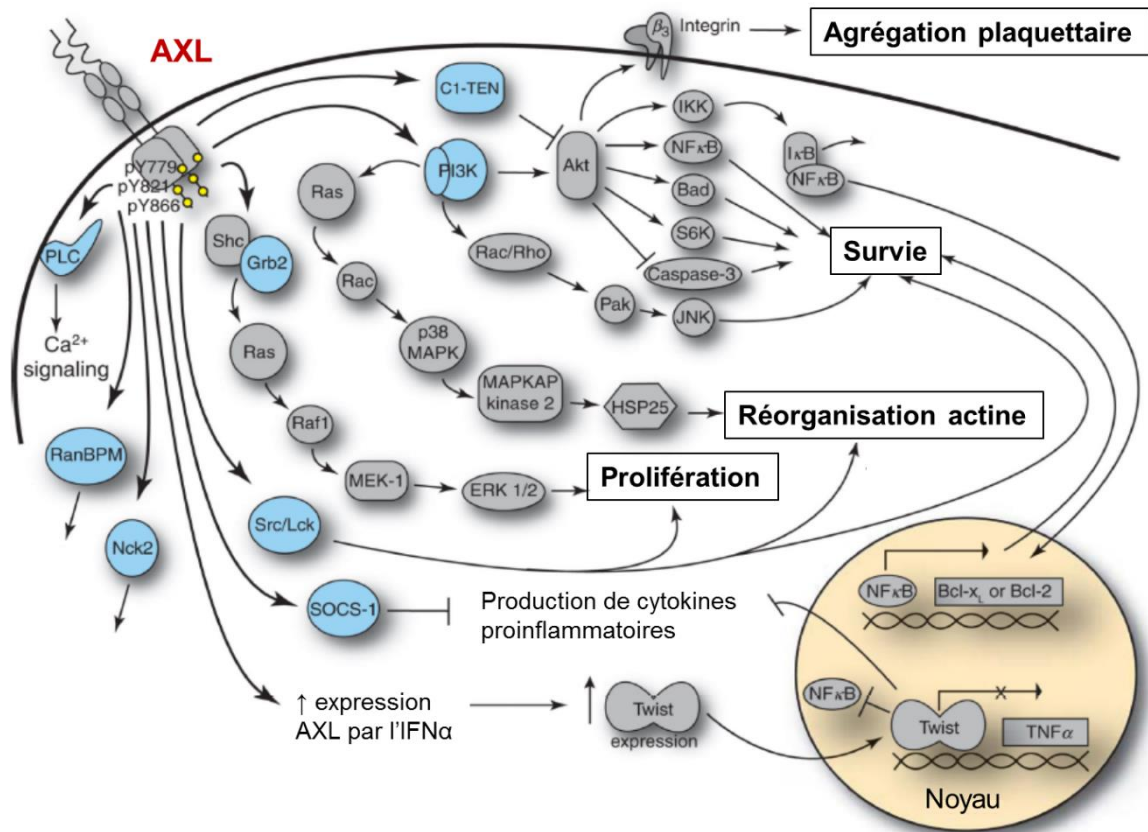 AXL
β3 Integrin
Agrégation plaquettaire
C1-TEN
IKK
NFκB
IκB
NFκB
pY779
pY821
pY866
PI3K
Akt
Bad
Ras
S6K
Shc
Grb2
PLC
Rac/Rho
Caspase-3
Survie
Rac
Pak
JNK
Ca2+
signaling
Ras
p38
MAPK
MAPKAP
kinase 2
HSP25
Réorganisation actine
Raf1
RanBPM
MEK-1
ERK 1/2
Prolifération
Src/Lck
Nck2
NFκB
Bcl-xL or Bcl-2
SOCS-1
Production de cytokines
proinflammatoires
NFκB
↑ expression
AXL par l'IFNα
Twist
expression
x
Twist
TNFα
Noyau